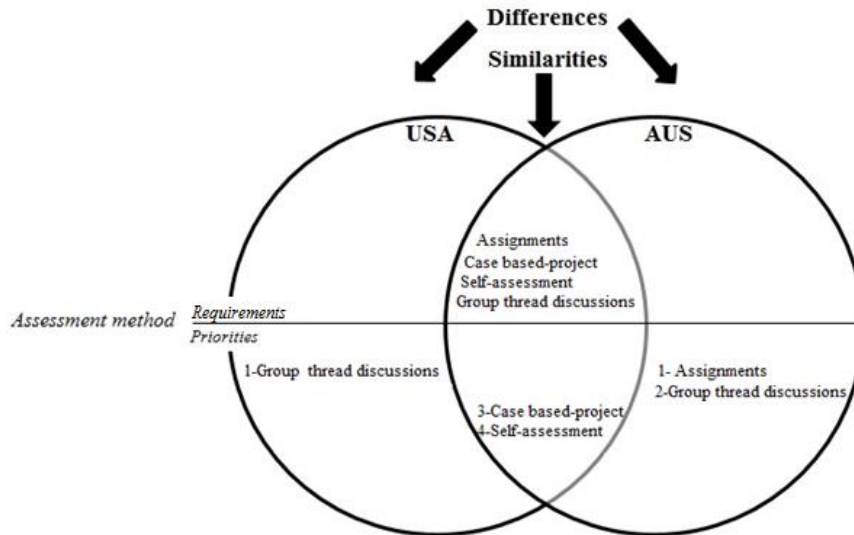 Differences
Similarities
USA
AUS
Assignments
Case based-project
Self-assessment
Group thread discussions
Assessment method
Requirements
Priorities
1-Group thread discussions
1- Assignments
2-Group thread discussions
3-Case based-project
4-Self-assessment